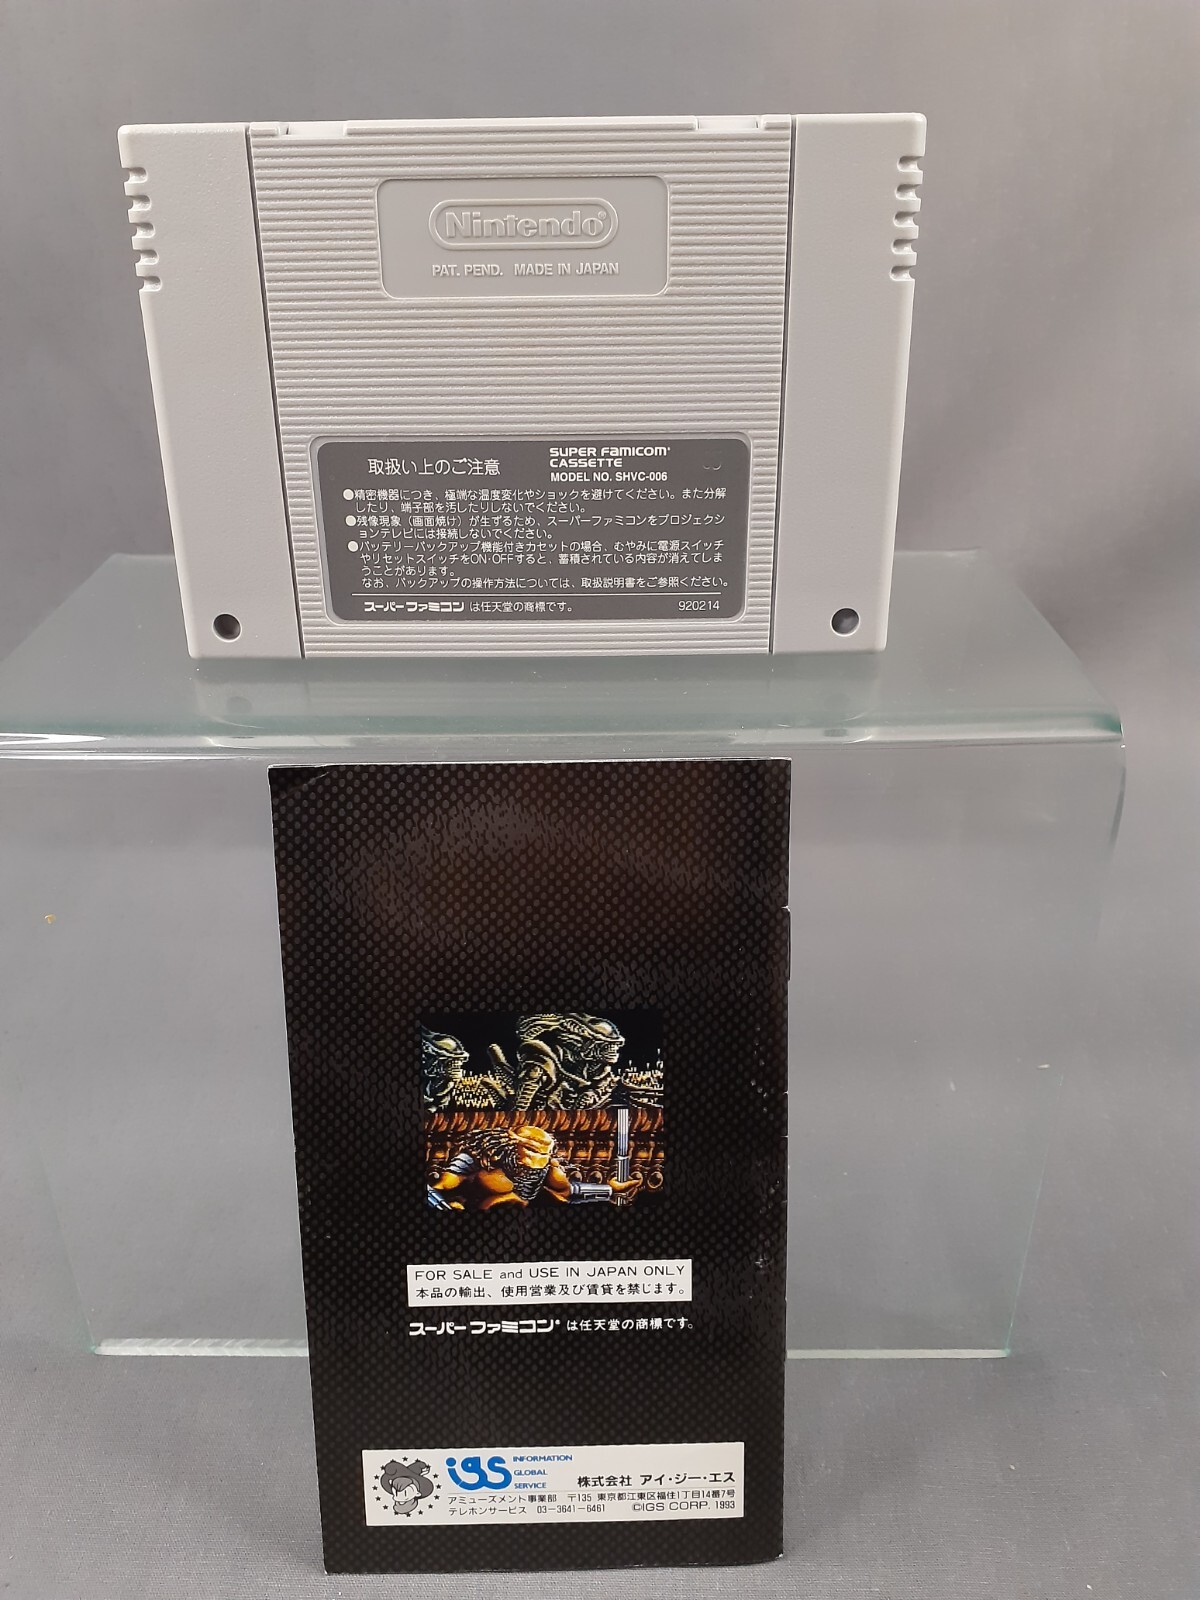 Nintendo®
PAT. PEND. MADE IN JAPAN
取扱い上のご注意
SUPER FAMICOM®
CASSETTE
MODEL NO. SHVC-006
●精密機器につき、極端な温度変化やショックを避けてください。また分解
したり、端子部を汚したりしないでください。
●残像現象（画面焼け）が生ずるため、スーパーファミコンをプロジェクシ
ョンテレビには接続しないでください。
●バッテリーバックアップ機能付きカセットの場合、むやみに電源スイッチ
やリセットスイッチをON・OFFすると、蓄積されている内容が消えてしま
うことがあります。
なお、バックアップの操作方法については、取扱説明書をご参照ください。
スーパーファミコン は任天堂の商標です。 920214
FOR SALE and USE IN JAPAN ONLY
本品の輸出、使用営業及び賃貸を禁じます。
スーパーファミコン® は任天堂の商標です。
igs INFORMATION
GLOBAL
SERVICE
株式会社 アイ・ジー・エス
アミューズメント事業部 〒135 東京都江東区福住1丁目14番7号
テレホンサービス 03-3641-6461 ©IGS CORP. 1993